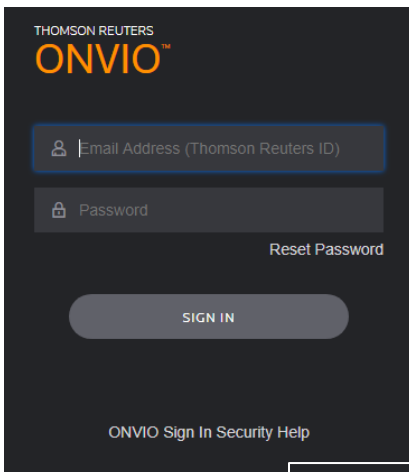 THOMSON REUTERS
ONVIO™
Email Address (Thomson Reuters ID)
Password
Reset Password
SIGN IN
ONVIO Sign In Security Help